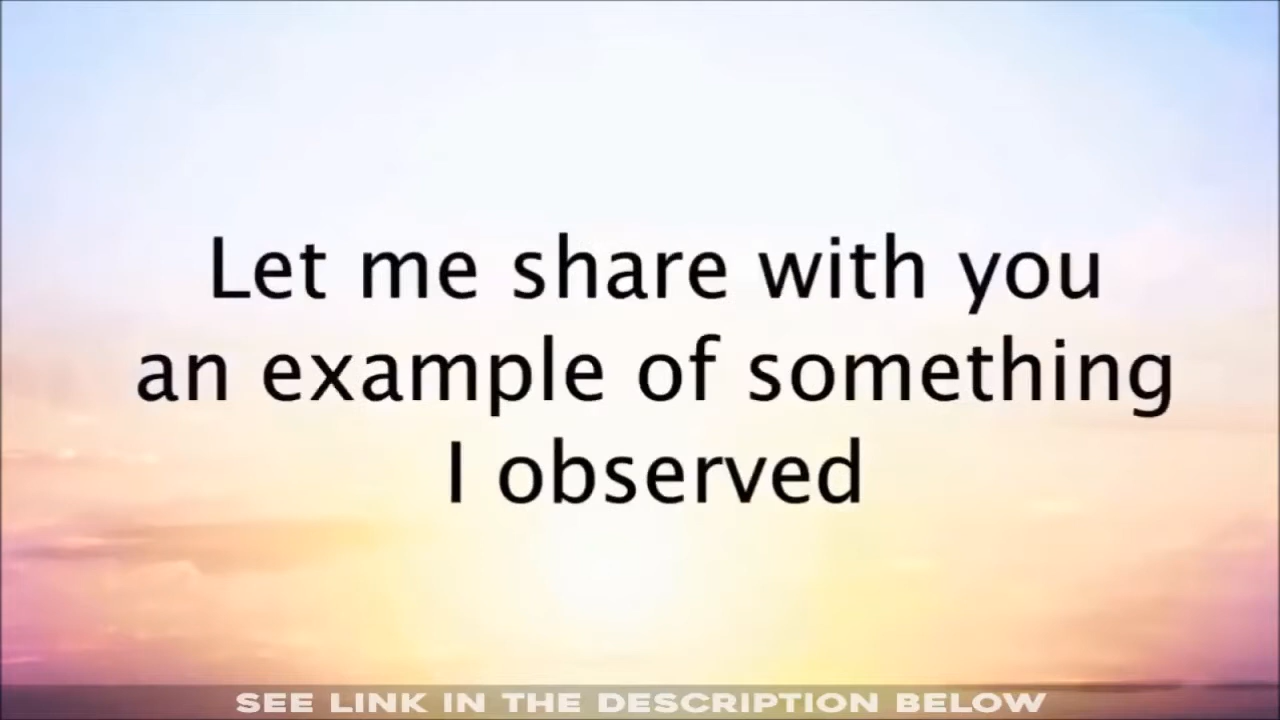 Let me share with you
an example of something
I observed
SEE LINK IN THE DESCRIPTION BELOW